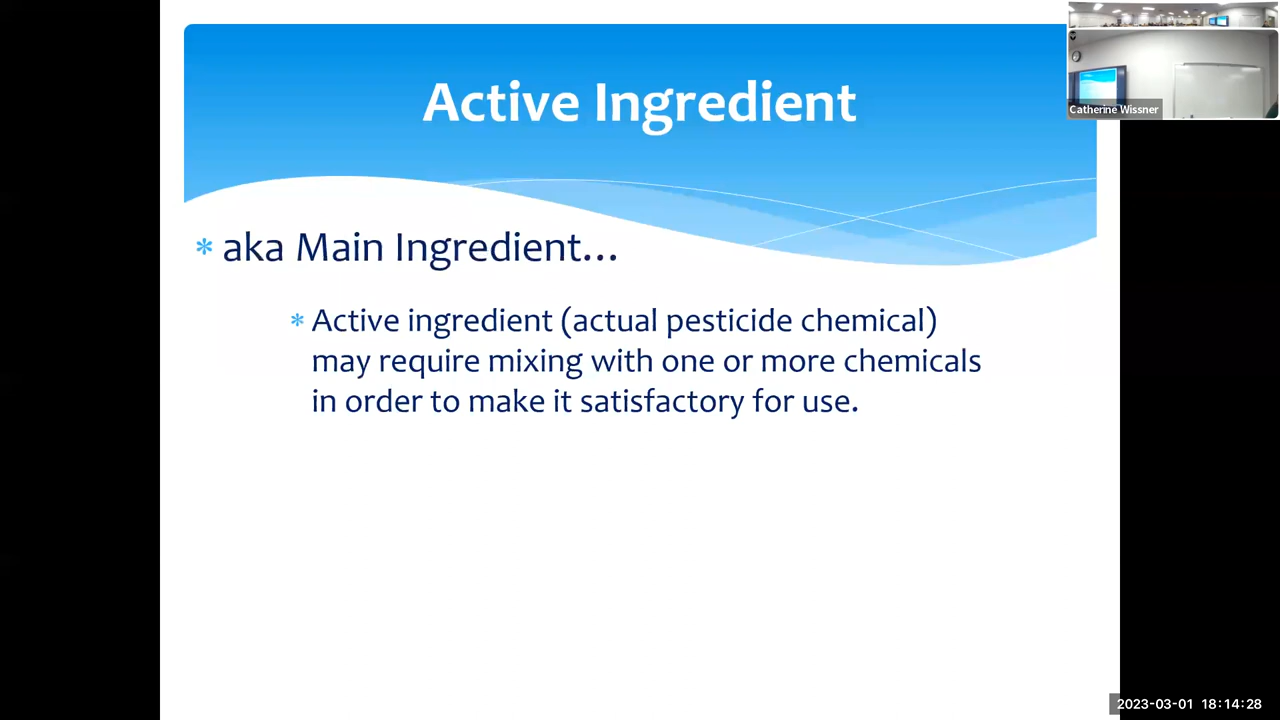 Active Ingredient
Catherine Wissner
* aka Main Ingredient...
* Active ingredient (actual pesticide chemical)
may require mixing with one or more chemicals
in order to make it satisfactory for use.
2023-03-01 18:14:28